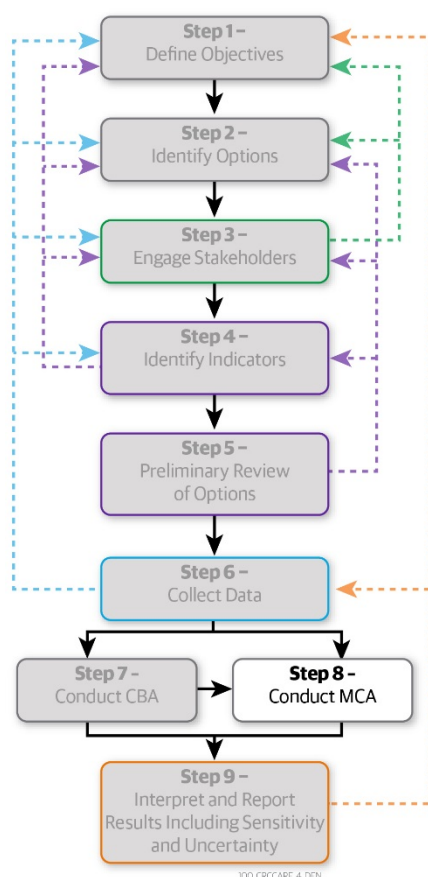 Step 1 –
Define Objectives
Step 2 –
Identify Options
Step 3 –
Engage Stakeholders
Step 4 –
Identify Indicators
Step 5 –
Preliminary Review
of Options
Step 6 –
Collect Data
Step 7 –
Conduct CBA
Step 8 –
Conduct MCA
Step 9 –
Interpret and Report
Results Including Sensitivity
and Uncertainty